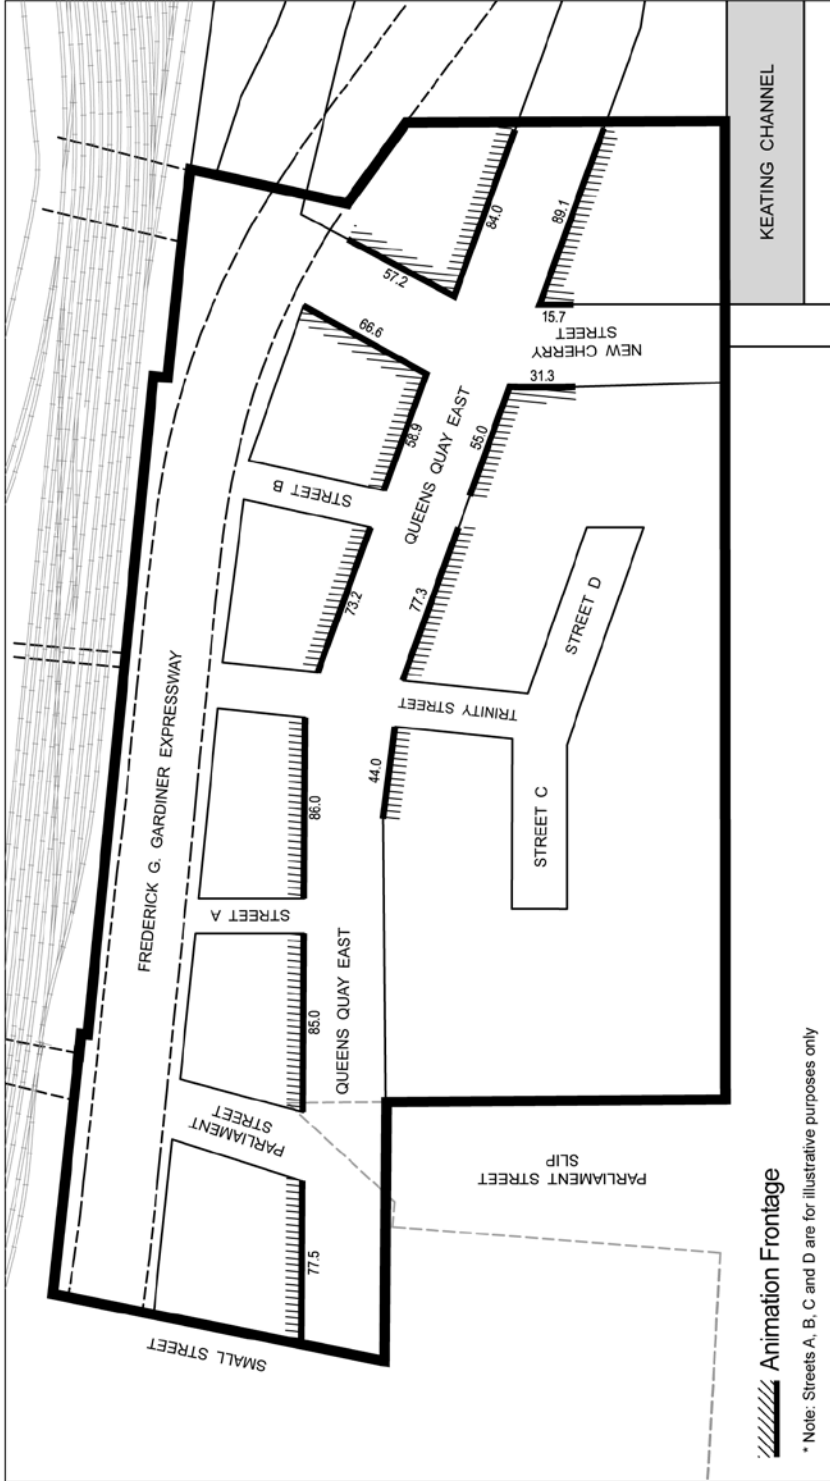 KEATING CHANNEL
84.0
89.1
57.2
15.7
NEW CHERRY
STREET
66.6
31.3
58.9
QUEENS QUAY EAST
55.0
STREET B
73.2
77.3
STREET D
FREDERICK G. GARDINER EXPRESSWAY
TRINITY STREET
86.0
44.0
STREET C
STREET A
QUEENS QUAY EAST
85.0
PARLIAMENT
STREET
PARLIAMENT STREET
SLIP
77.5
SMALL STREET
Animation Frontage
* Note: Streets A, B, C and D are for illustrative purposes only